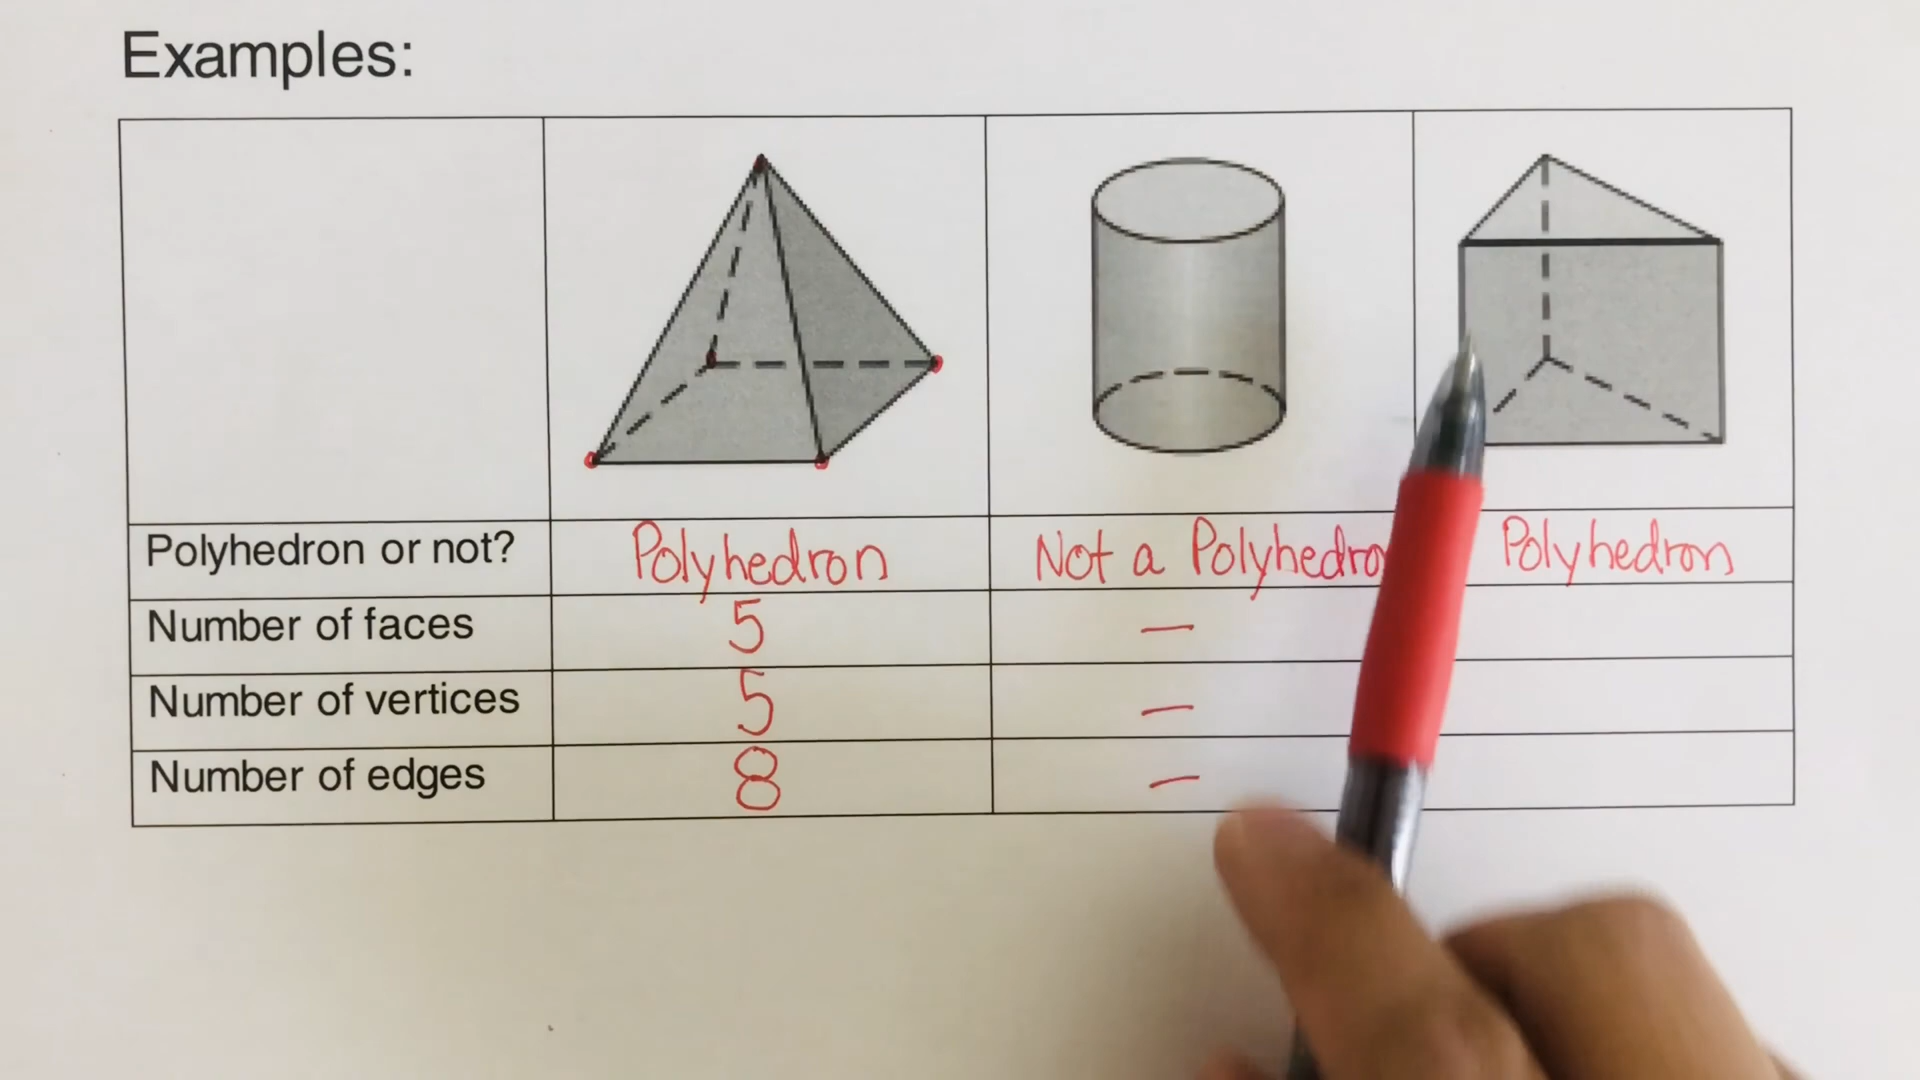 Examples:
Polyhedron or not? Polyhedron Not a Polyhedro Polyhedron
Number of faces 5 —
Number of vertices 5 —
Number of edges 8 —